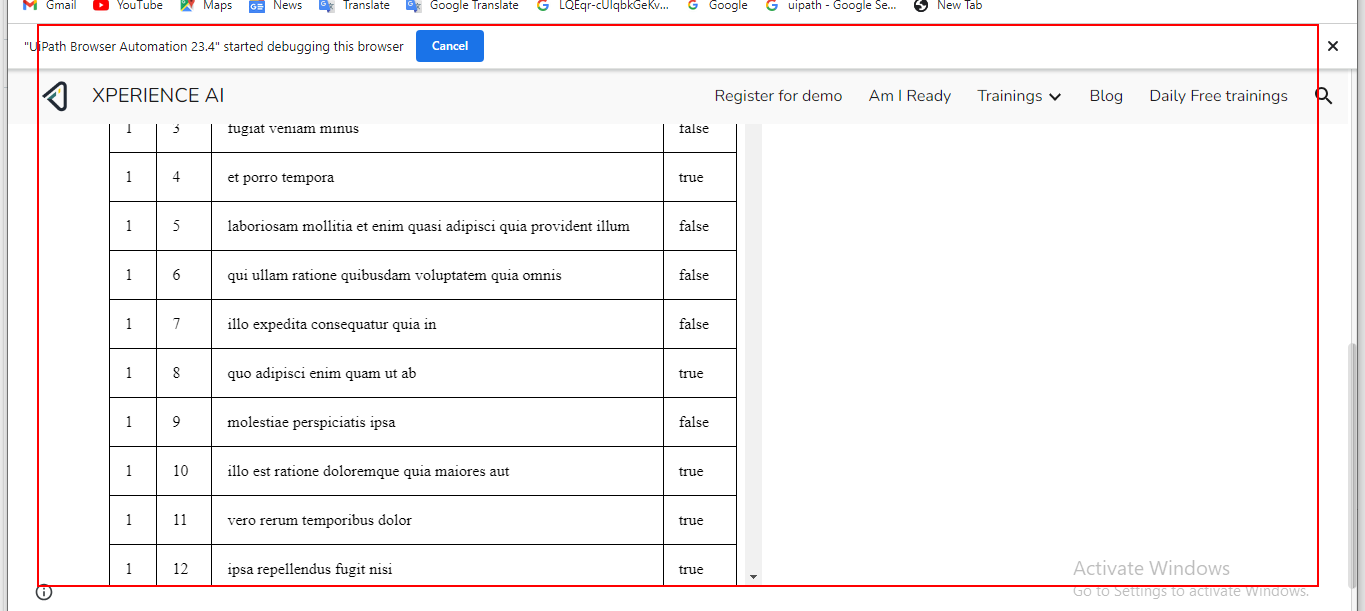 Gmail YouTube Maps News Translate Google Translate LQEqr-cUlqbkGeKv... Google uipath - Google Se... New Tab
"UiPath Browser Automation 23.4" started debugging this browser Cancel
XPERIENCE AI Register for demo Am I Ready Trainings Blog Daily Free trainings
1 3 fugiat veniam minus false
1 4 et porro tempora true
1 5 laboriosam mollitia et enim quasi adipisci quia provident illum false
1 6 qui ullam ratione quibusdam voluptatem quia omnis false
1 7 illo expedita consequatur quia in false
1 8 quo adipisci enim quam ut ab true
1 9 molestiae perspiciatis ipsa false
1 10 illo est ratione doloremque quia maiores aut true
1 11 vero rerum temporibus dolor true
1 12 ipsa repellendus fugit nisi true
Activate Windows
Go to Settings to activate Windows.